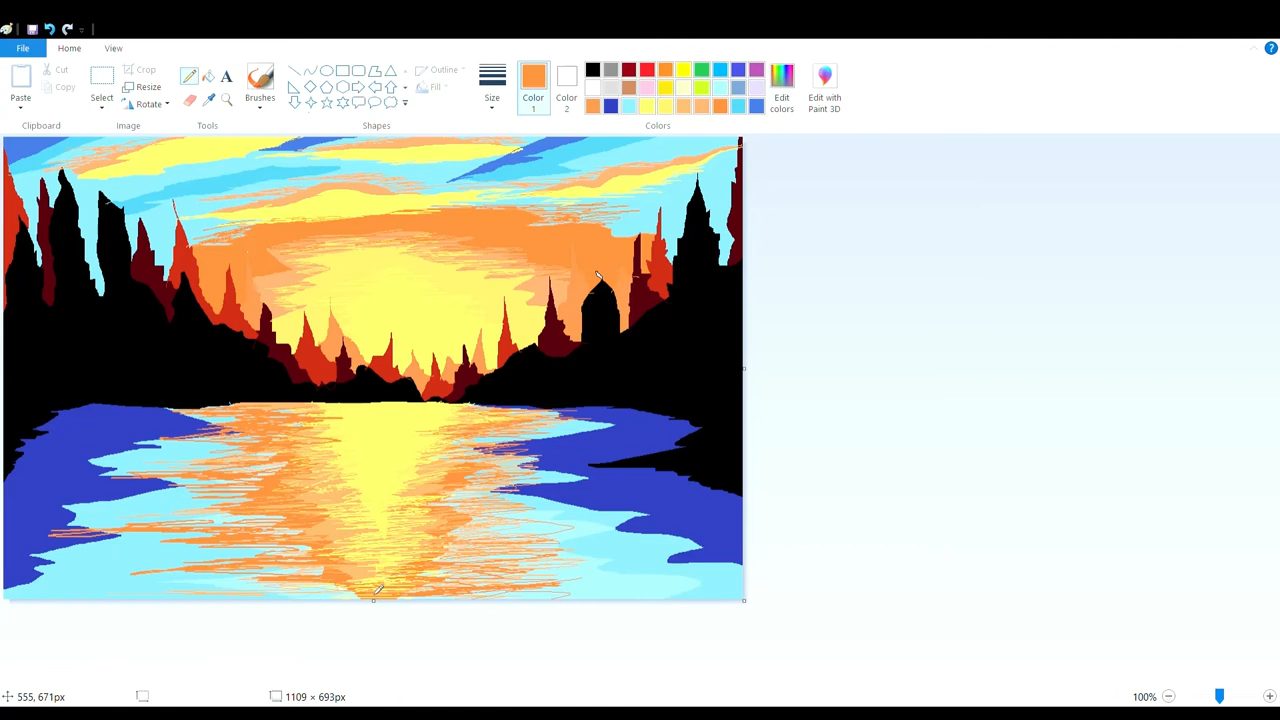 File Home View
Cut
Copy
Paste
Clipboard
Select
Crop
Resize
Rotate
Image
A
Tools
Brushes
Outline
Fill
Shapes
Size
Color 1
Color 2
Edit colors
Edit with Paint 3D
Colors
?
555, 671px
1109 × 693px
100%